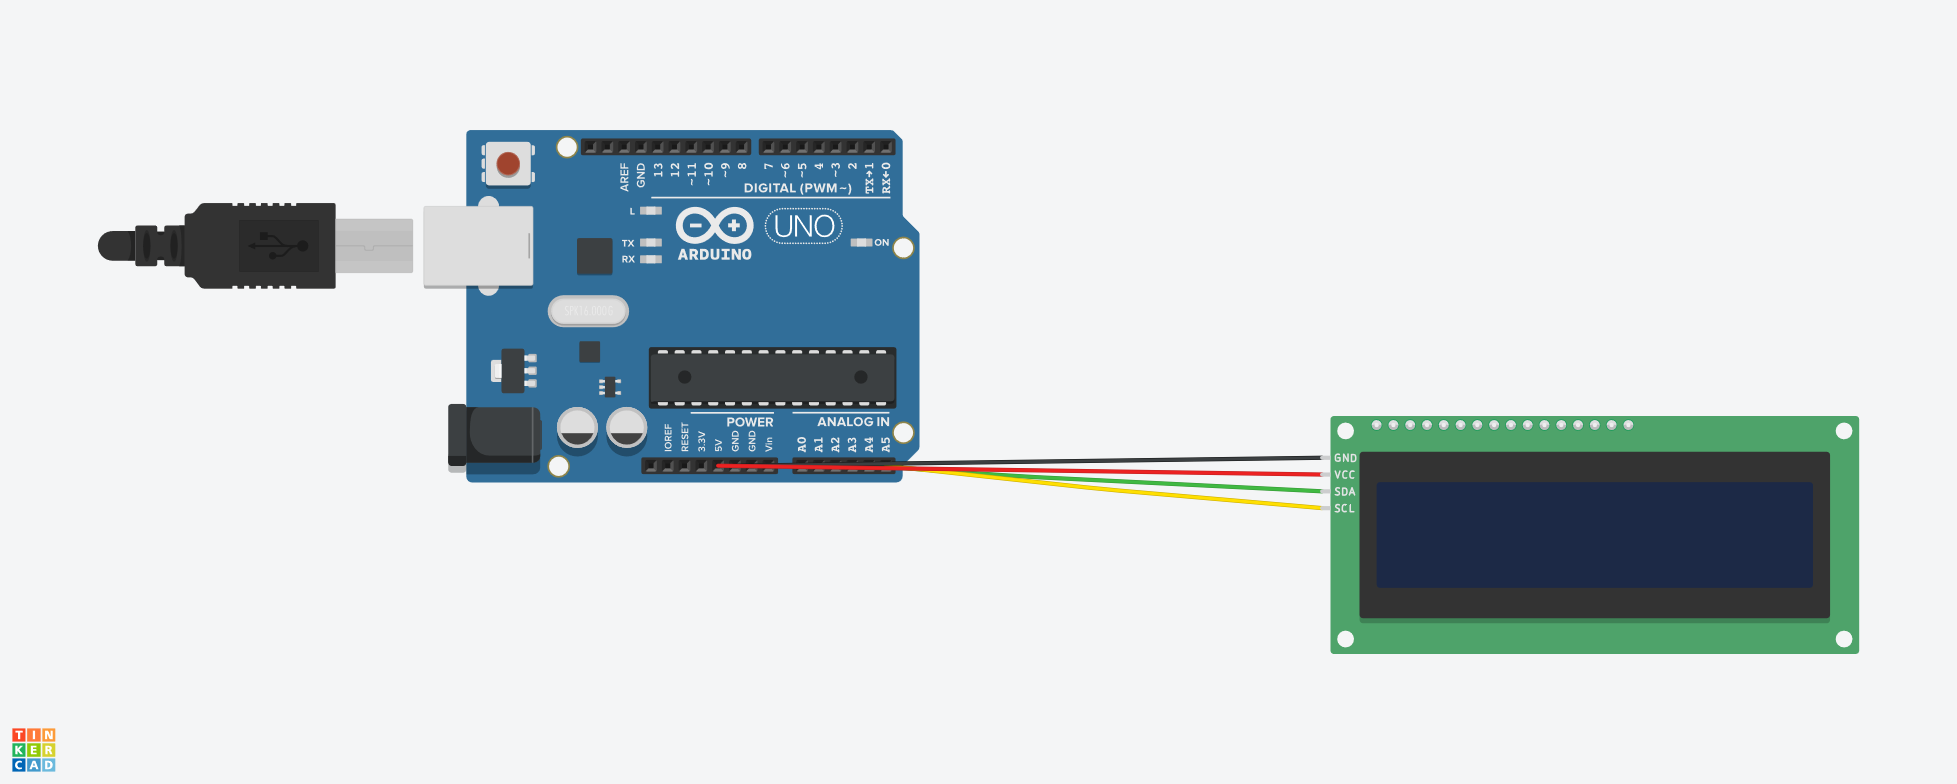 AREF GND 13 12 ~11 ~10 ~9 8 7 ~6 ~5 4 ~3 2 TX→1 RX←0
DIGITAL (PWM~)
L
TX
RX
UNO
ON
ARDUINO
POWER
ANALOG IN
IOREF RESET 3.3V 5V GND GND Vin A0 A1 A2 A3 A4 A5
GND
VCC
SDA
SCL
TIN
KER
CAD